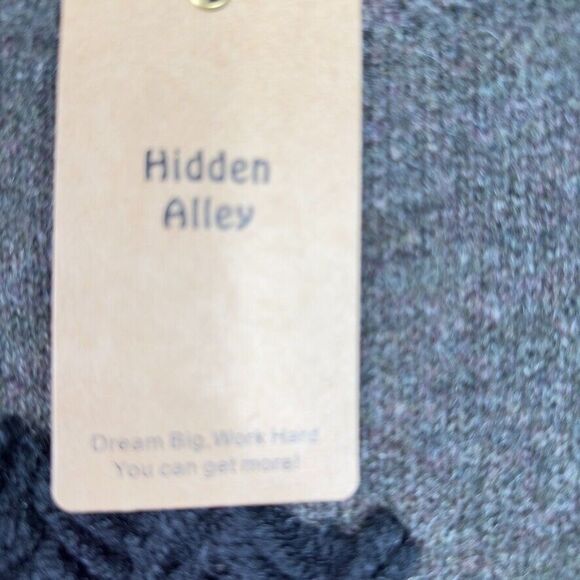 Hidden
Alley
Dream Big, Work Hard
You can get more!